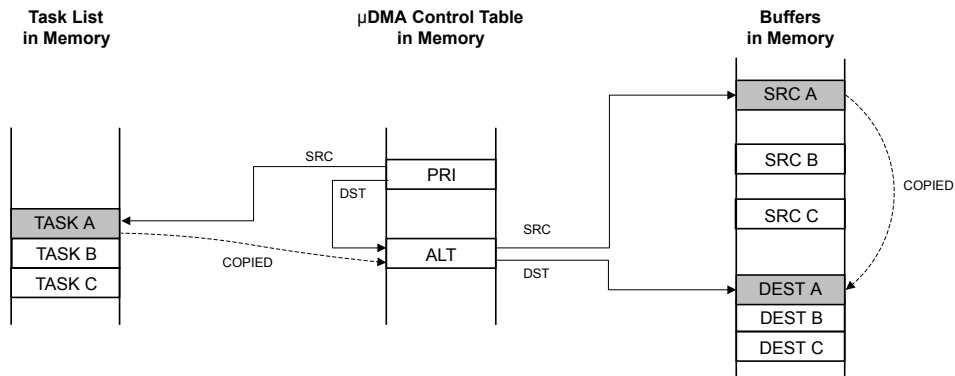 Task List
in Memory
µDMA Control Table
in Memory
Buffers
in Memory
SRC A
SRC B
SRC C
COPIED
SRC
PRI
DST
TASK A
TASK B
TASK C
COPIED
ALT
SRC
DST
DEST A
DEST B
DEST C